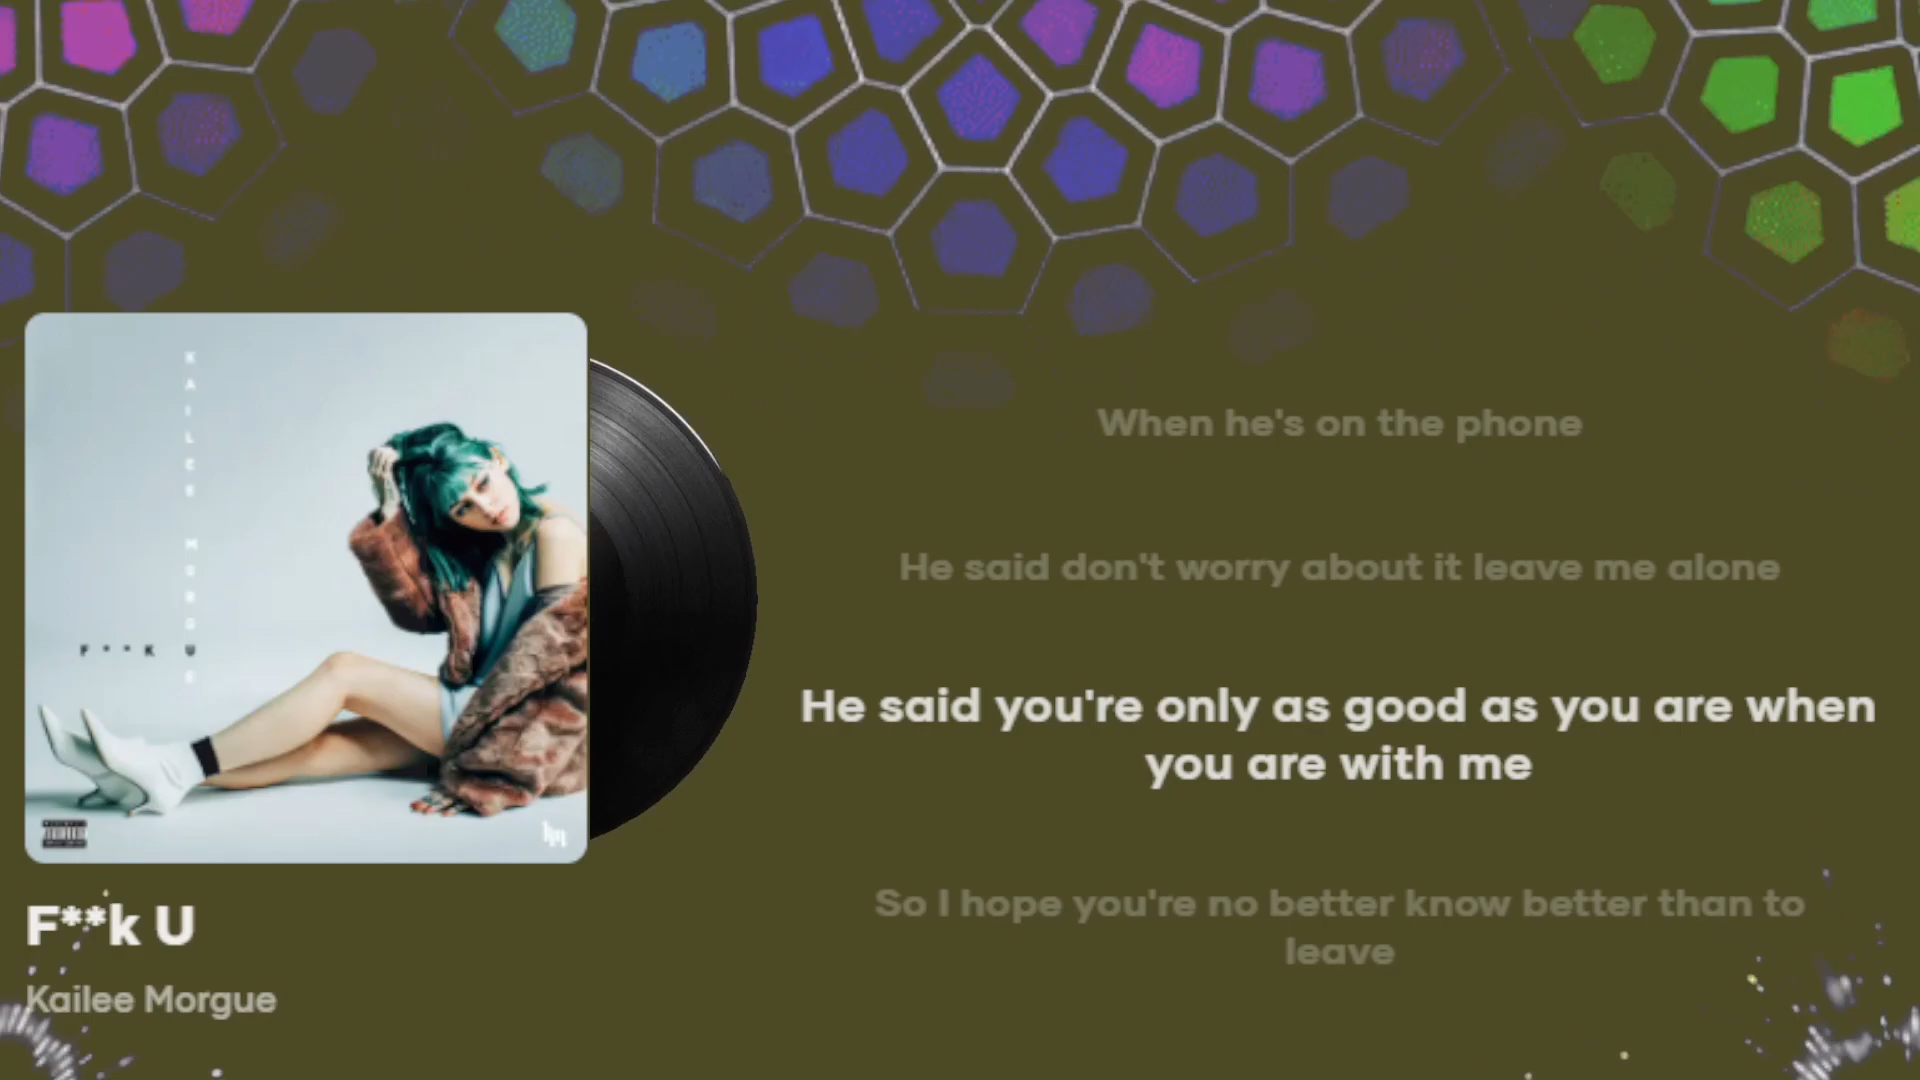 KAILEE MORGUE
F**K U
F**k U
Kailee Morgue
When he's on the phone
He said don't worry about it leave me alone
He said you're only as good as you are when
you are with me
So I hope you're no better know better than to
leave